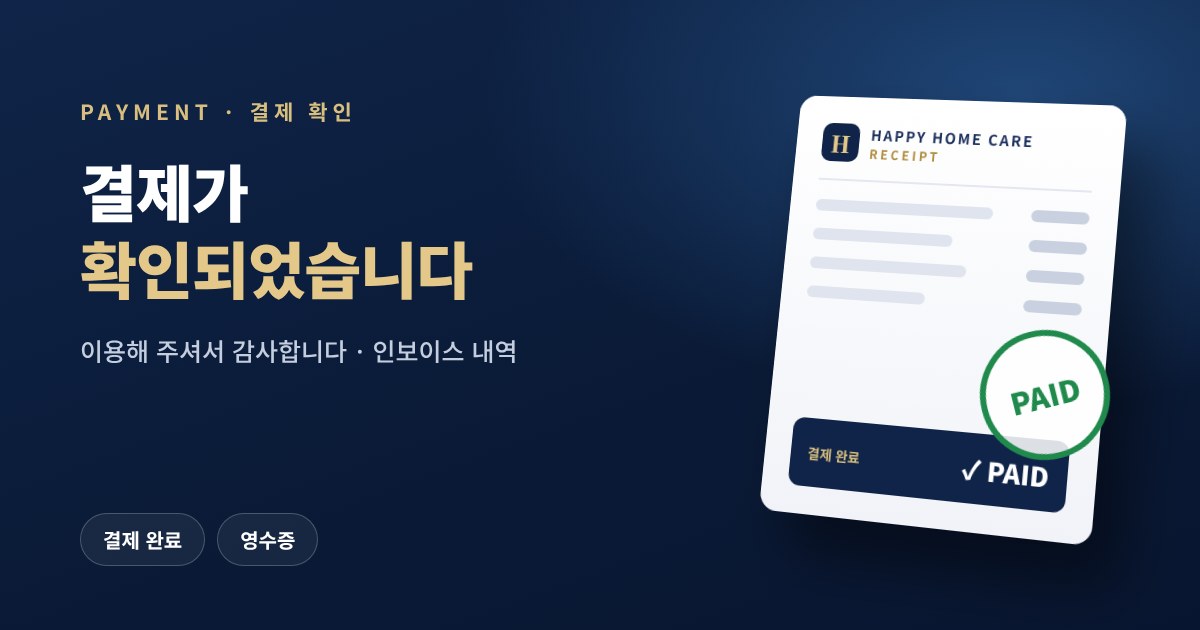 PAYMENT · 결제 확인
결제가
확인되었습니다
이용해 주셔서 감사합니다 · 인보이스 내역
결제 완료
영수증
H
HAPPY HOME CARE
RECEIPT
PAID
결제 완료
✓ PAID